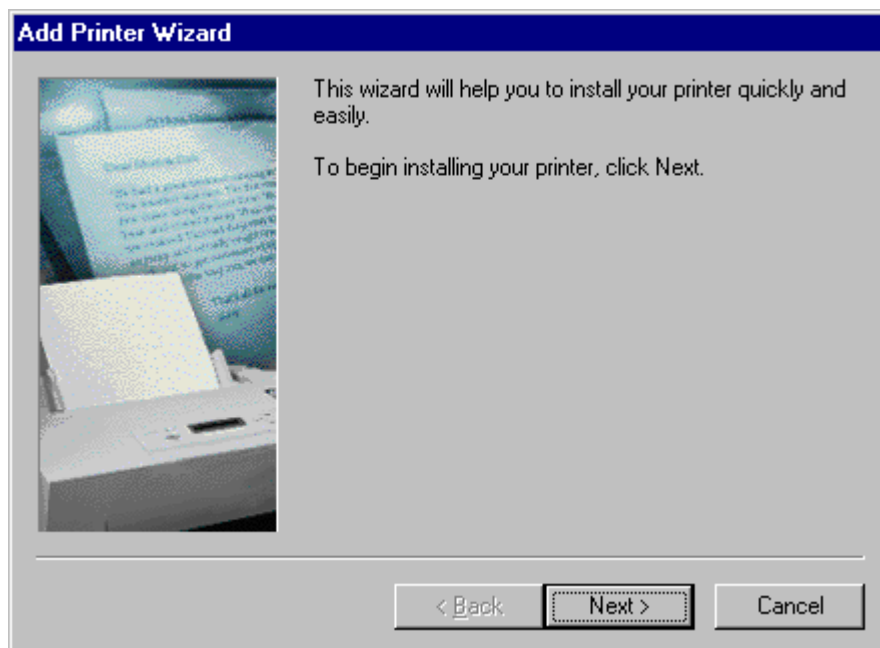 Add Printer Wizard
This wizard will help you to install your printer quickly and
easily.
To begin installing your printer, click Next.
< Back
Next >
Cancel